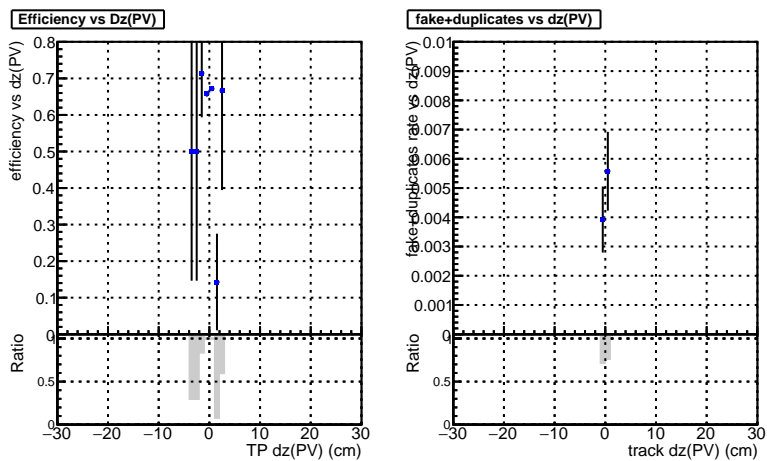 Efficiency vs Dz(PV)
efficiency vs dz(PV)
0.8
0.7
0.6
0.5
0.4
0.3
0.2
0.1
0
Ratio
1
0.5
0
−30 −20 −10 0 10 20 30
TP dz(PV) (cm)
fake+duplicates vs dz(PV)
fake+duplicates rate vs dz(PV)
0.01
0.009
0.008
0.007
0.006
0.005
0.004
0.003
0.002
0.001
0
Ratio
1
0.5
0
−30 −20 −10 0 10 20 30
track dz(PV) (cm)